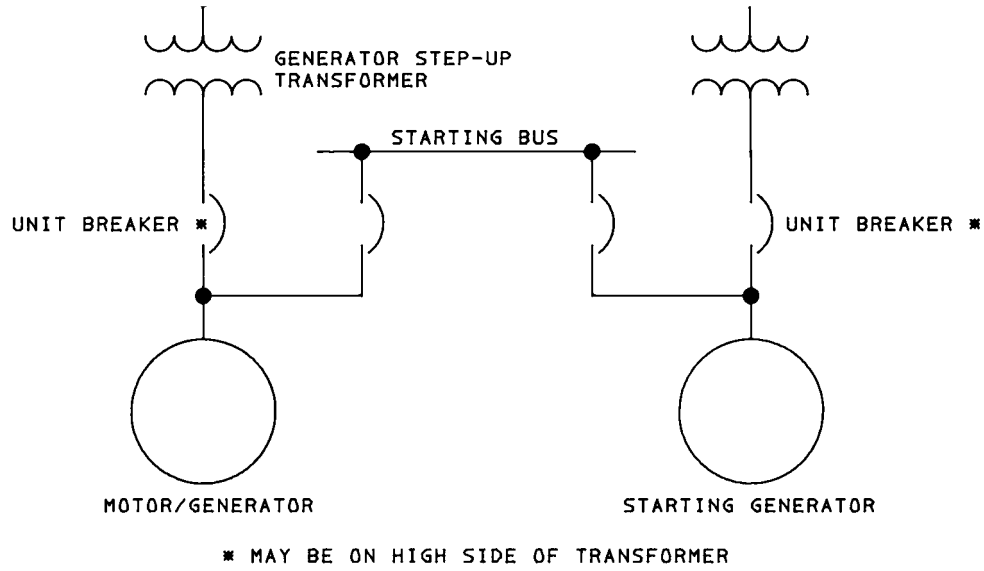 GENERATOR STEP-UP
TRANSFORMER
STARTING BUS
UNIT BREAKER *
UNIT BREAKER *
MOTOR/GENERATOR
STARTING GENERATOR
* MAY BE ON HIGH SIDE OF TRANSFORMER